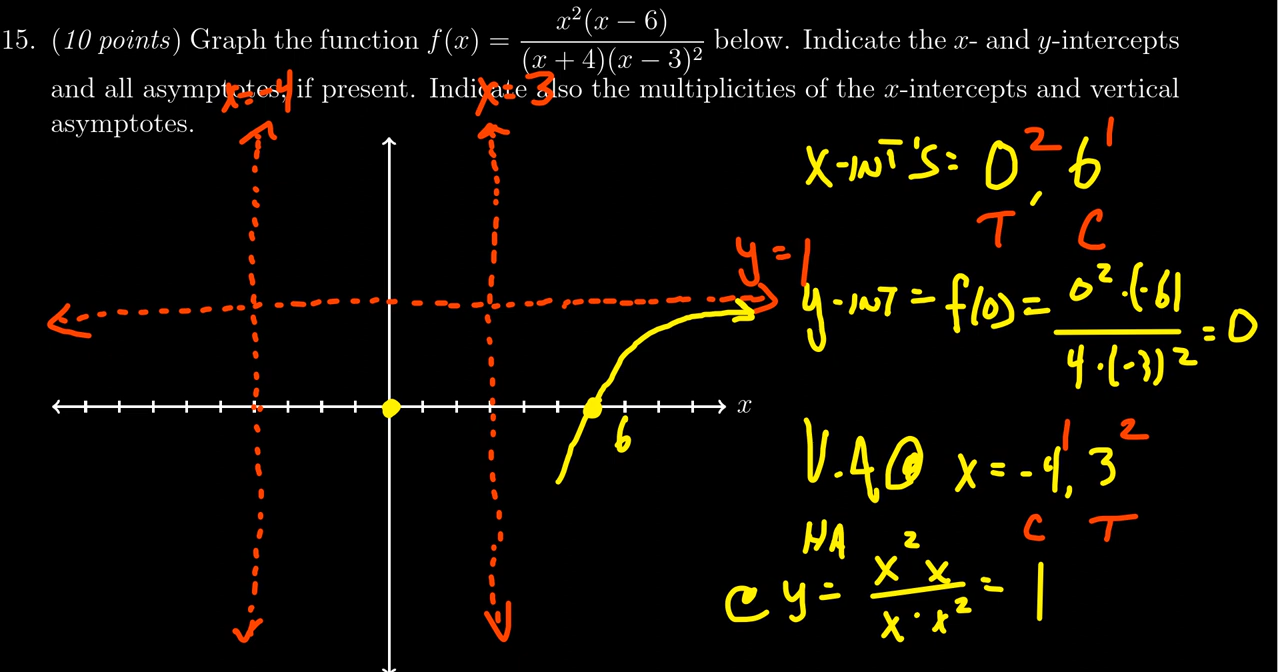 15. (10 points) Graph the function f(x) = x²(x − 6) / (x + 4)(x − 3)² below. Indicate the x- and y-intercepts
and all asymptotes, if present. Indicate also the multiplicities of the x-intercepts and vertical
asymptotes.
x=-4
x=3
X-INT'S: 0², 6¹
T C
y=1
y-INT = f(0) = 0²·(-6) / 4·(-3)² = 0
x
6
V.A@ x = -4¹, 3²
C T
HA
@ y = x² x / x·x² = 1